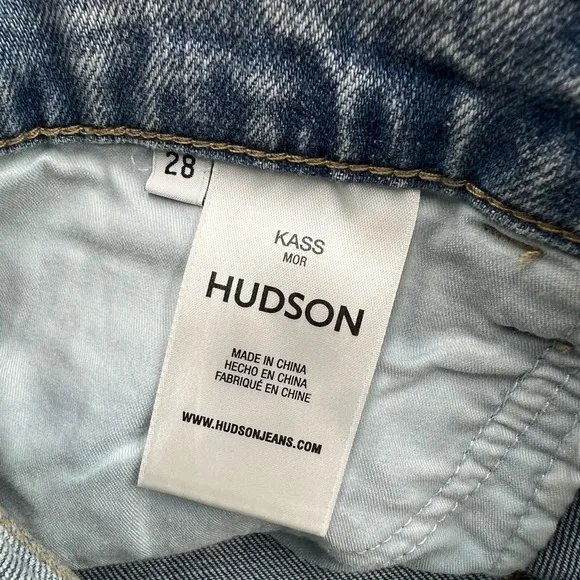 28
KASS
MOR
HUDSON
MADE IN CHINA
HECHO EN CHINA
FABRIQUÉ EN CHINE
WWW.HUDSONJEANS.COM